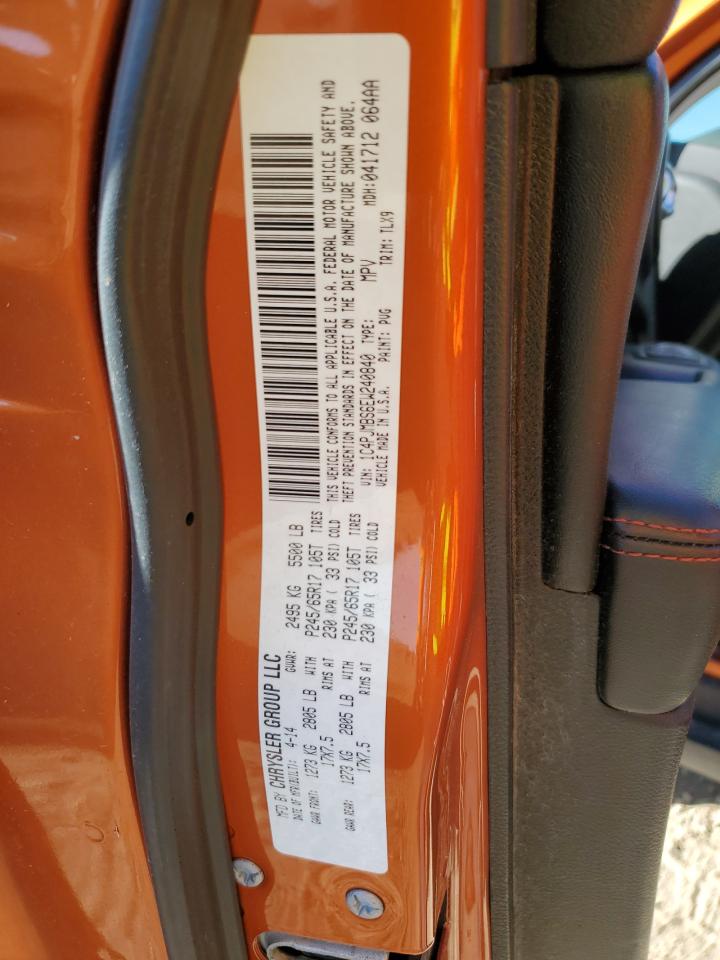 MFD BY CHRYSLER GROUP LLC
DATE OF MFR(BUILT): 4-14 GVWR: 2495 KG 5500 LB
GAWR FRONT: 1273 KG 2805 LB WITH P245/65R17 105T TIRES
17X7.5 RIMS AT 230 KPA ( 33 PSI) COLD
GAWR REAR: 1273 KG 2805 LB WITH P245/65R17 105T TIRES
17X7.5 RIMS AT 230 KPA ( 33 PSI) COLD
THIS VEHICLE CONFORMS TO ALL APPLICABLE U.S.A. FEDERAL MOTOR VEHICLE SAFETY AND
THEFT PREVENTION STANDARDS IN EFFECT ON THE DATE OF MANUFACTURE SHOWN ABOVE.
VIN: 1C4PJMBS6EW240840 TYPE: MPV MDH:041712 064AA
VEHICLE MADE IN U.S.A. PAINT: PVG TRIM: TLX9